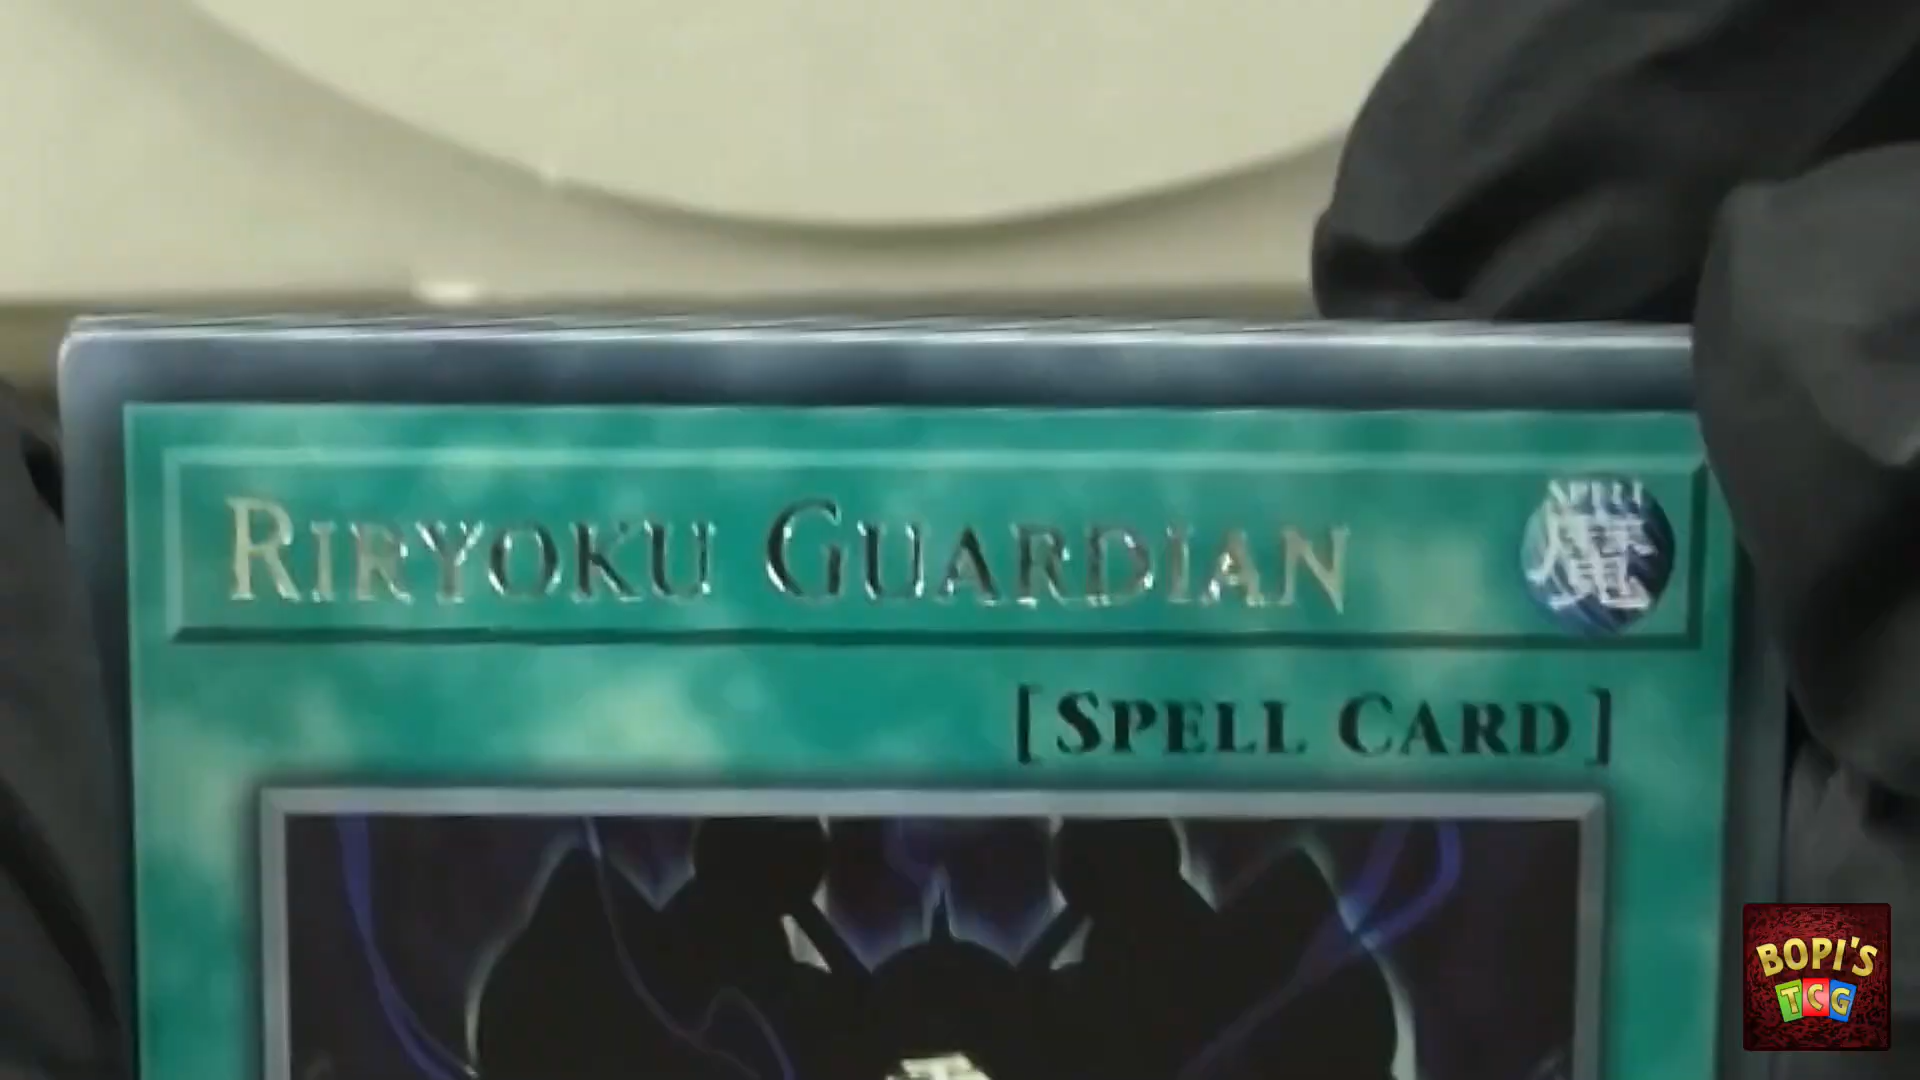 RIRYOKU GUARDIAN
SPELL
魔
[SPELL CARD]
BOPI'S
TCG